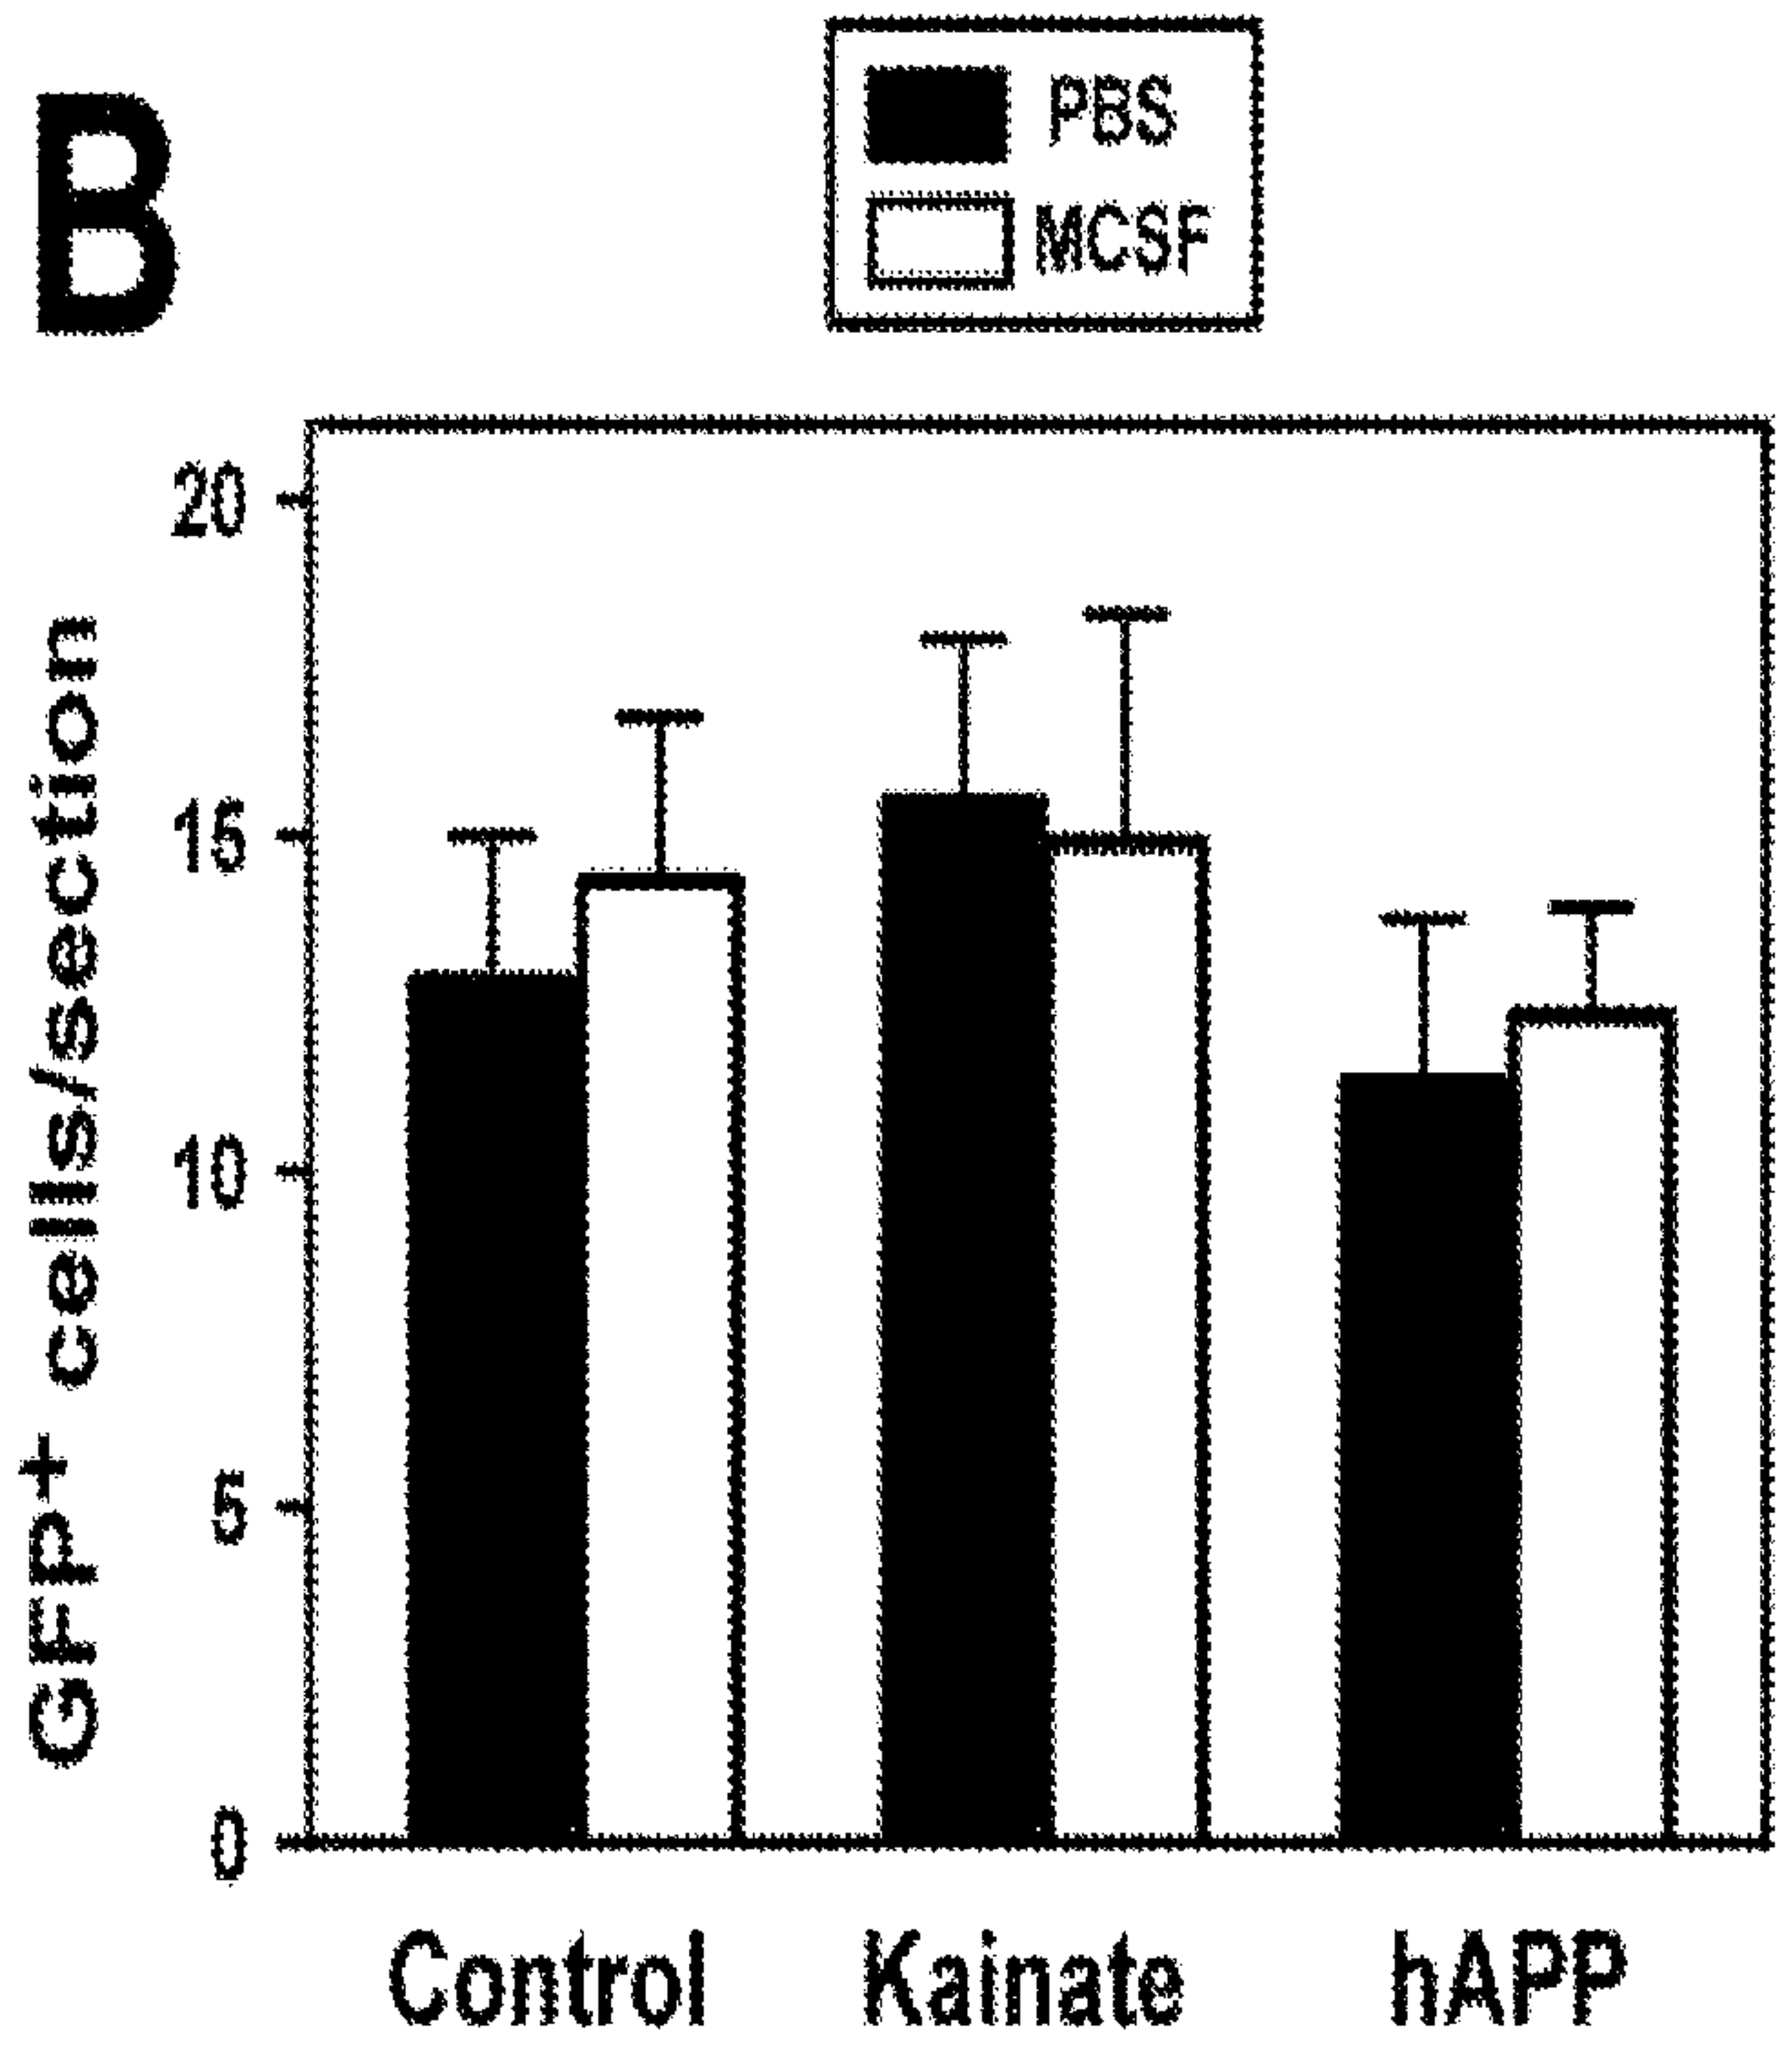 B
PBS
MCSF
GFP+ cells/section
20
15
10
5
0
Control Kainate hAPP